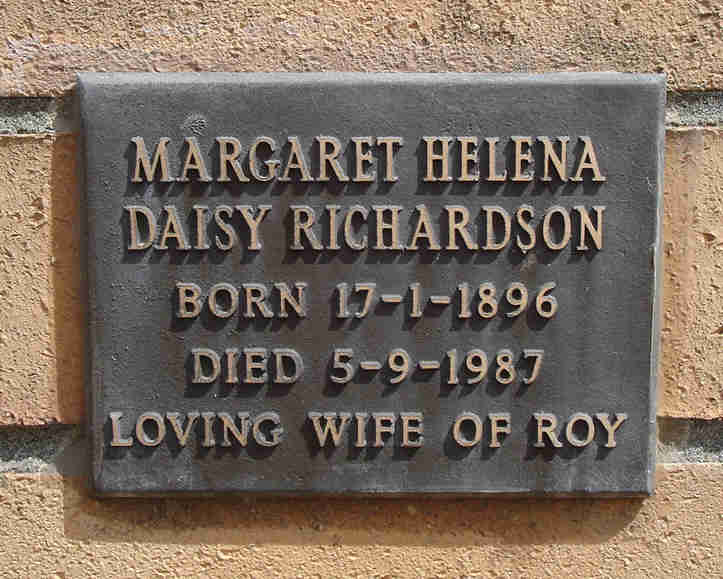 MARGARET HELENA
DAISY RICHARDSON
BORN 17-1-1896
DIED 5-9-1987
LOVING WIFE OF ROY